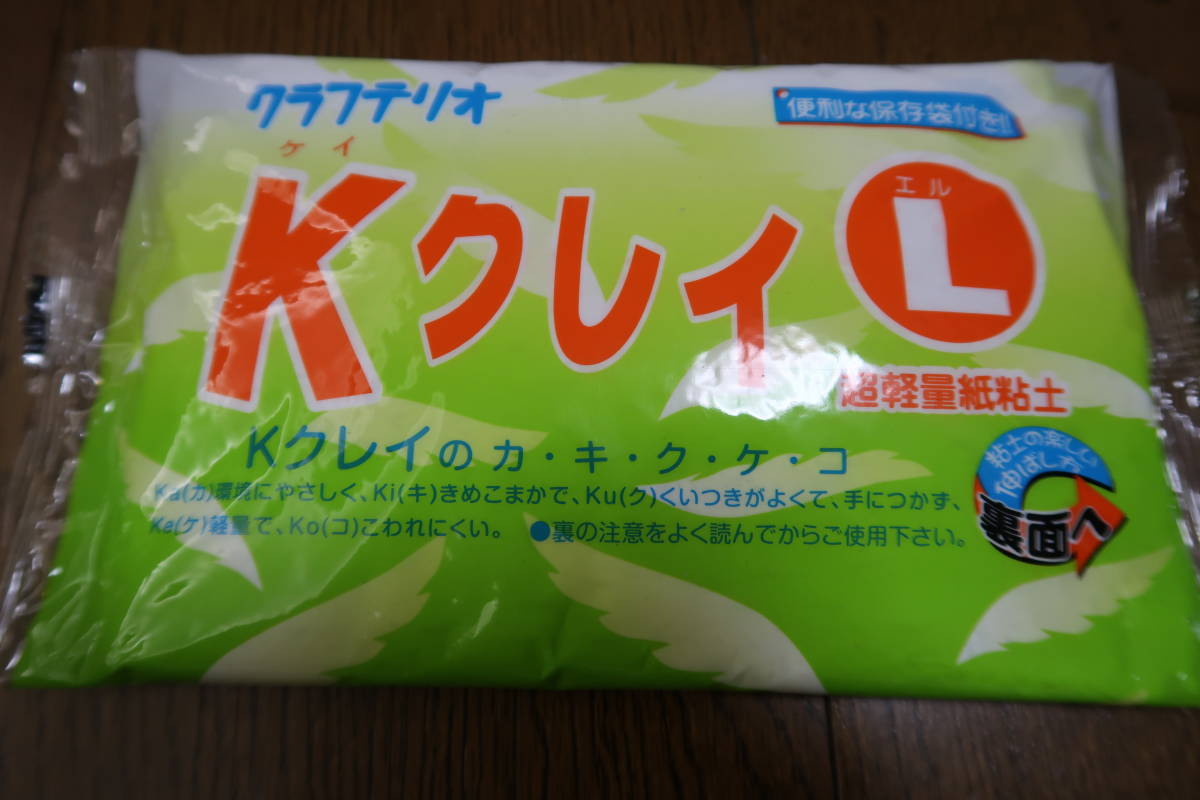 クラフテリオ
便利な保存袋付き!!
ケイ
Kクレイ
エル
L
超軽量紙粘土
Kクレイの カ・キ・ク・ケ・コ
Ka(カ)環境にやさしく、Ki(キ)きめこまかで、Ku(ク)くいつきがよくて、手につかず、
Ke(ケ)軽量で、Ko(コ)こわれにくい。 ●裏の注意をよく読んでからご使用下さい。
粘土の楽しい
伸ばし方
裏面へ